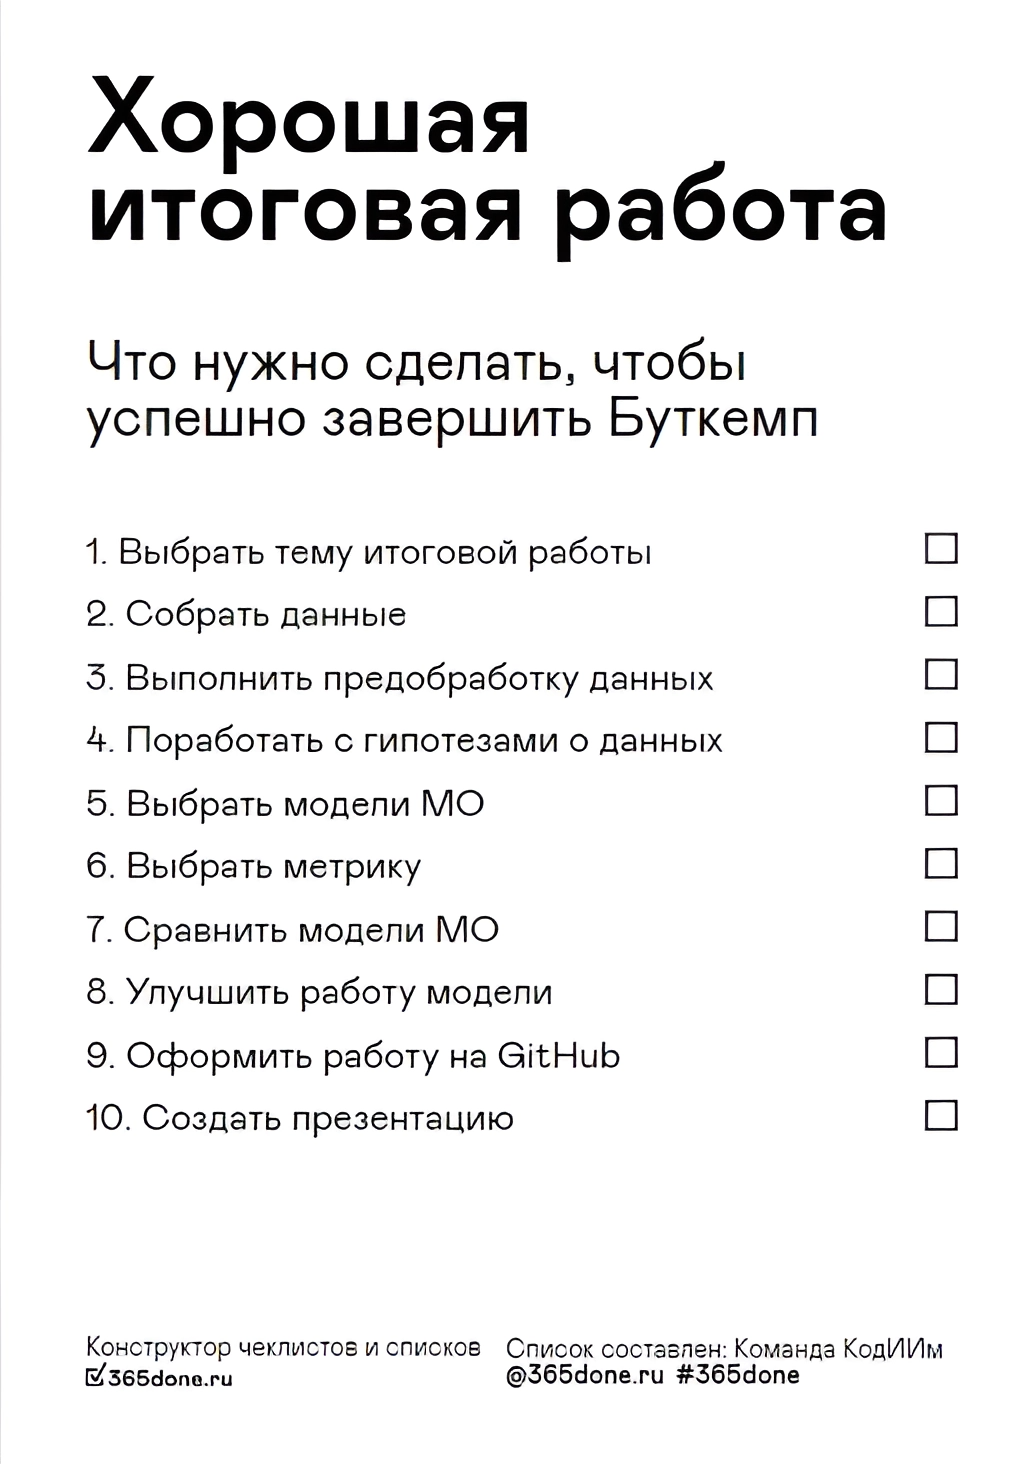 Хорошая
итоговая работа
Что нужно сделать, чтобы
успешно завершить Буткемп
1. Выбрать тему итоговой работы
2. Собрать данные
3. Выполнить предобработку данных
4. Поработать с гипотезами о данных
5. Выбрать модели МО
6. Выбрать метрику
7. Сравнить модели МО
8. Улучшить работу модели
9. Оформить работу на GitHub
10. Создать презентацию
Конструктор чеклистов и списков
365done.ru
Список составлен: Команда КодИИм
@365done.ru #365done